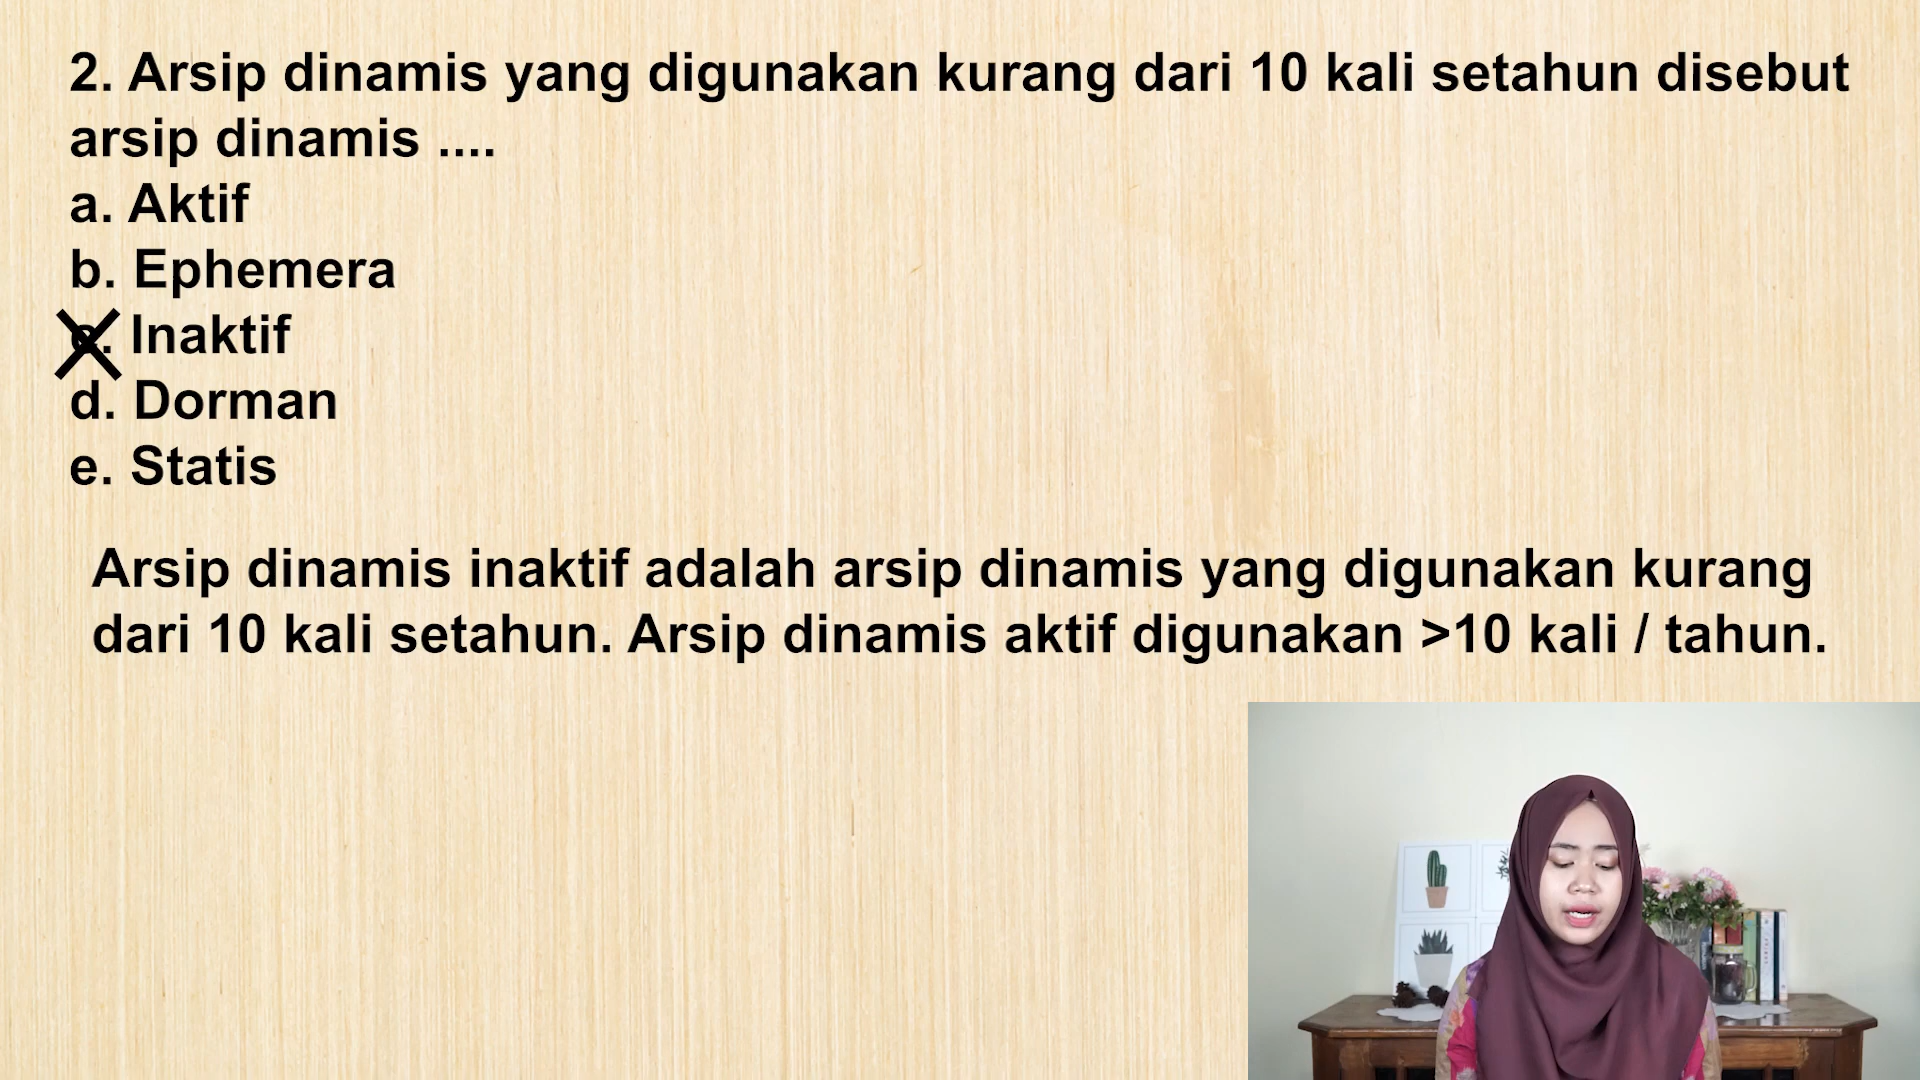 2. Arsip dinamis yang digunakan kurang dari 10 kali setahun disebut
arsip dinamis ....
a. Aktif
b. Ephemera
c. Inaktif
d. Dorman
e. Statis
Arsip dinamis inaktif adalah arsip dinamis yang digunakan kurang
dari 10 kali setahun. Arsip dinamis aktif digunakan >10 kali / tahun.